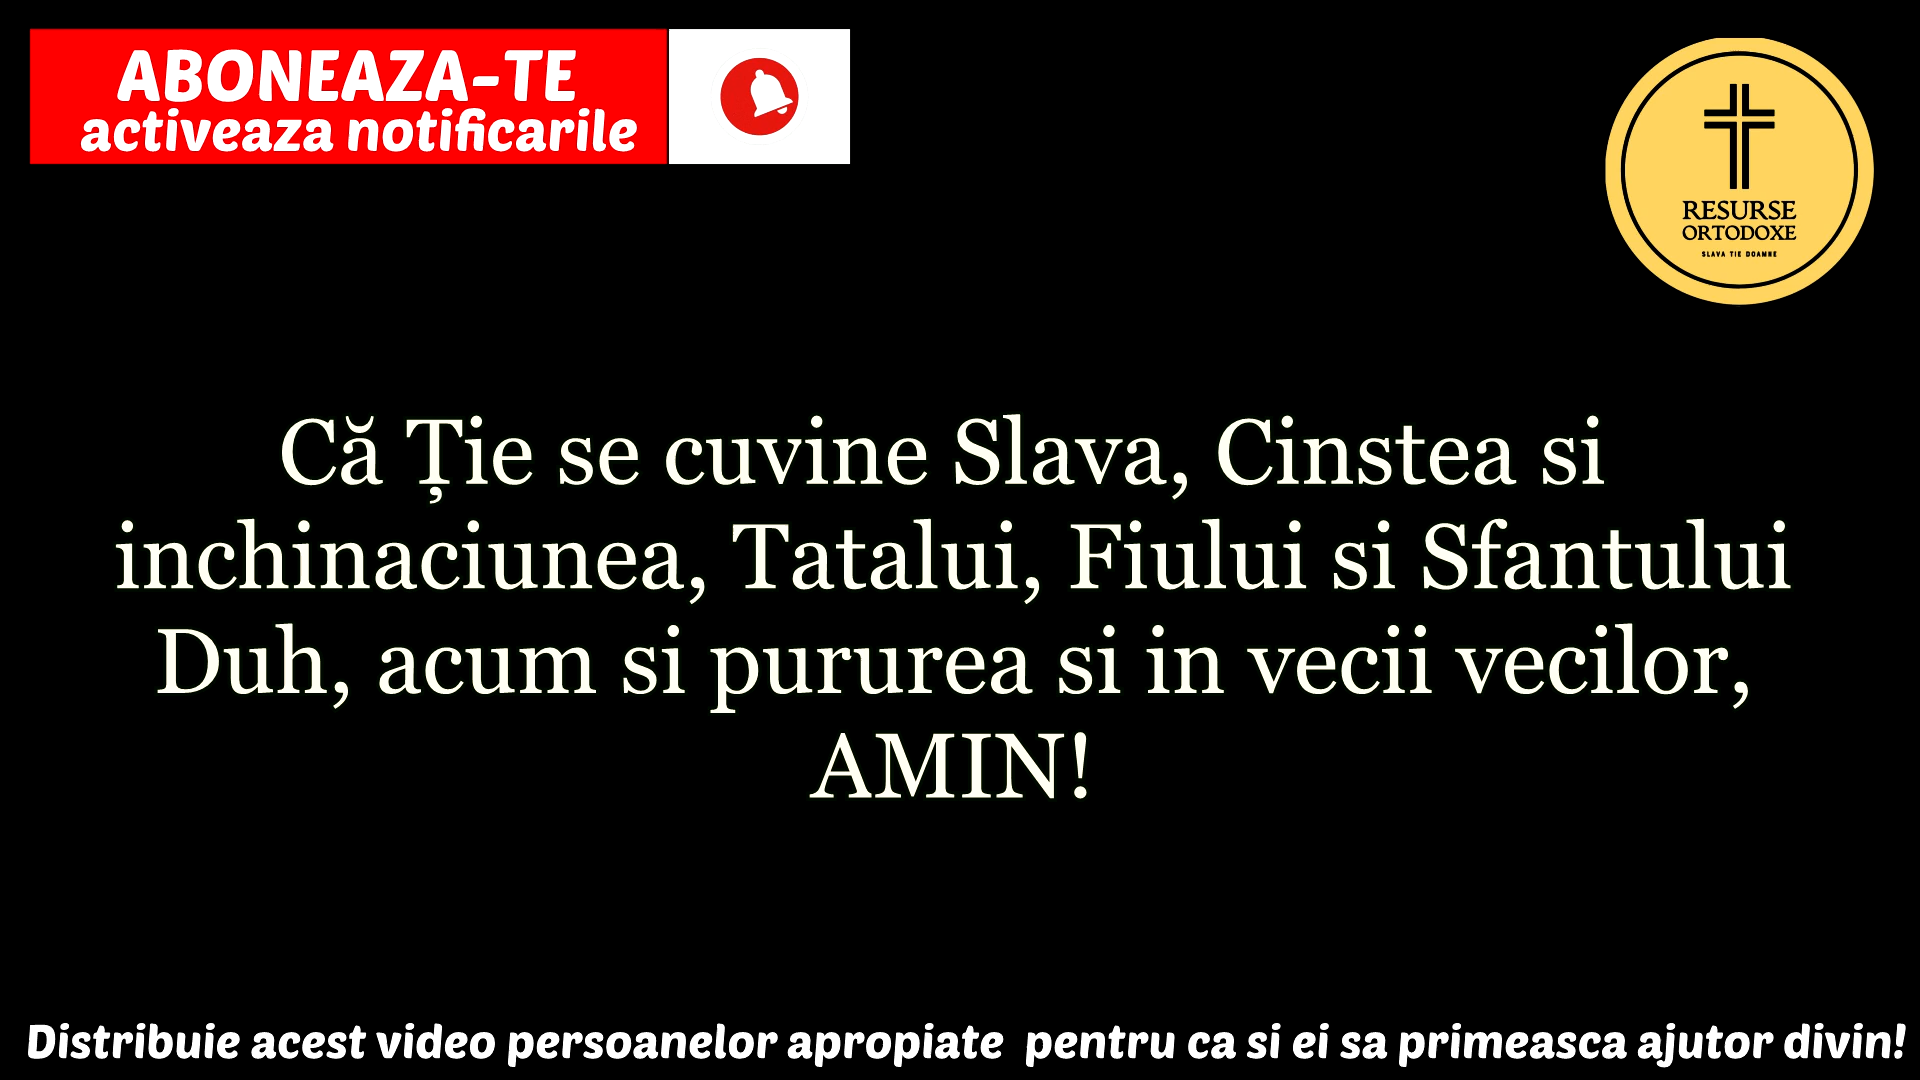 ABONEAZA-TE
activeaza notificarile
RESURSE
ORTODOXE
SLAVA TIE DOAMNE
Că Ție se cuvine Slava, Cinstea si
inchinaciunea, Tatalui, Fiului si Sfantului
Duh, acum si pururea si in vecii vecilor,
AMIN!
Distribuie acest video persoanelor apropiate pentru ca si ei sa primeasca ajutor divin!